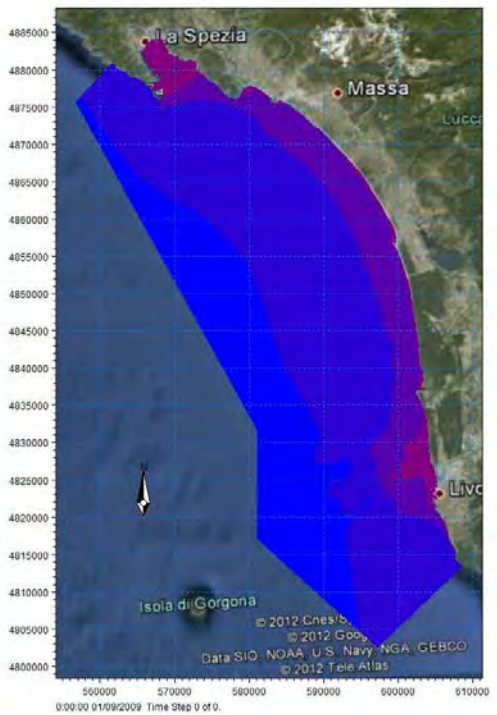 4885000
La Spezia
4880000
Massa
4875000
Lucca
4870000
4865000
4860000
4855000
4850000
4845000
4840000
4835000
4830000
4825000
Livo
N
4820000
4815000
4810000
Isola di Gorgona
4805000
© 2012 Cnes/S
© 2012 Goog
Data SIO, NOAA, U.S. Navy, NGA, GEBCO
© 2012 Tele Atlas
4800000
560000 570000 580000 590000 600000 610000
0:00:00 01/09/2009 Time Step 0 of 0.